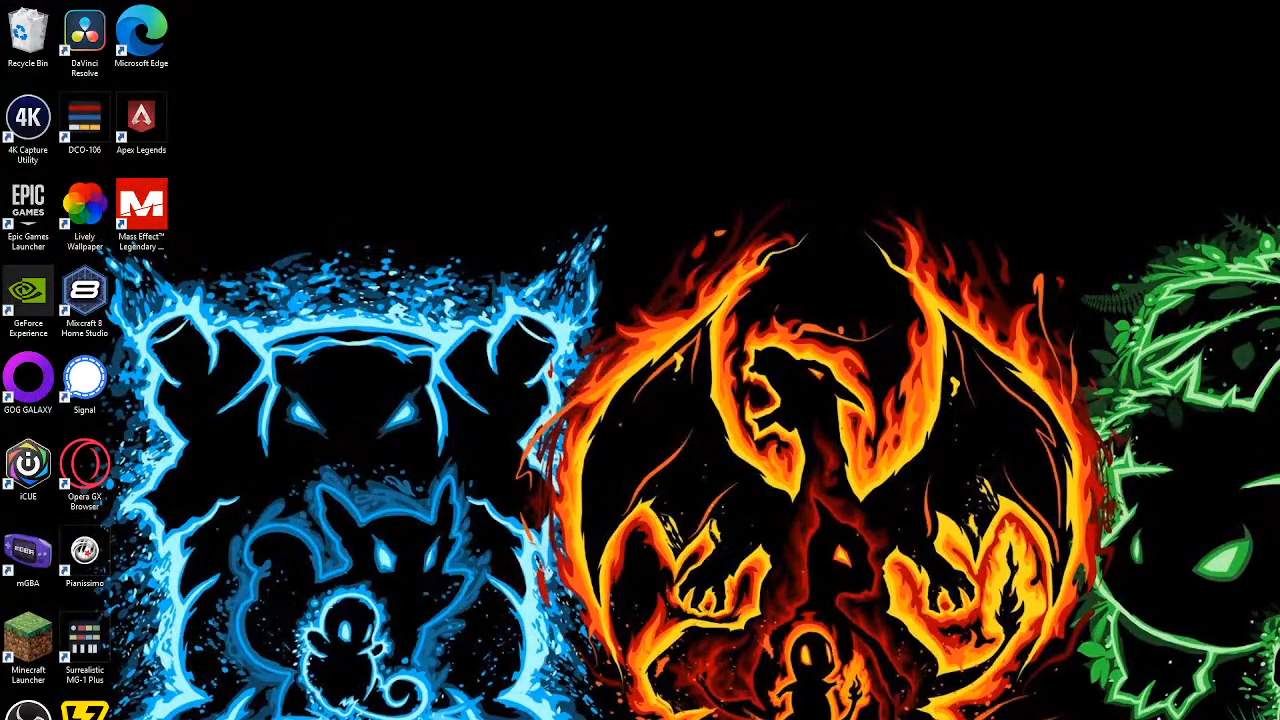 Recycle Bin
DaVinci
Resolve
Microsoft Edge
4K
4K Capture
Utility
DCO-106
Apex Legends
EPIC
GAMES
Epic Games
Launcher
Lively
Wallpaper
M
Mass Effect™
Legendary ...
GeForce
Experience
8
Mixcraft 8
Home Studio
GOG GALAXY
Signal
iCUE
Opera GX
Browser
mGBA
Pianissimo
Minecraft
Launcher
Surrealistic
MG-1 Plus